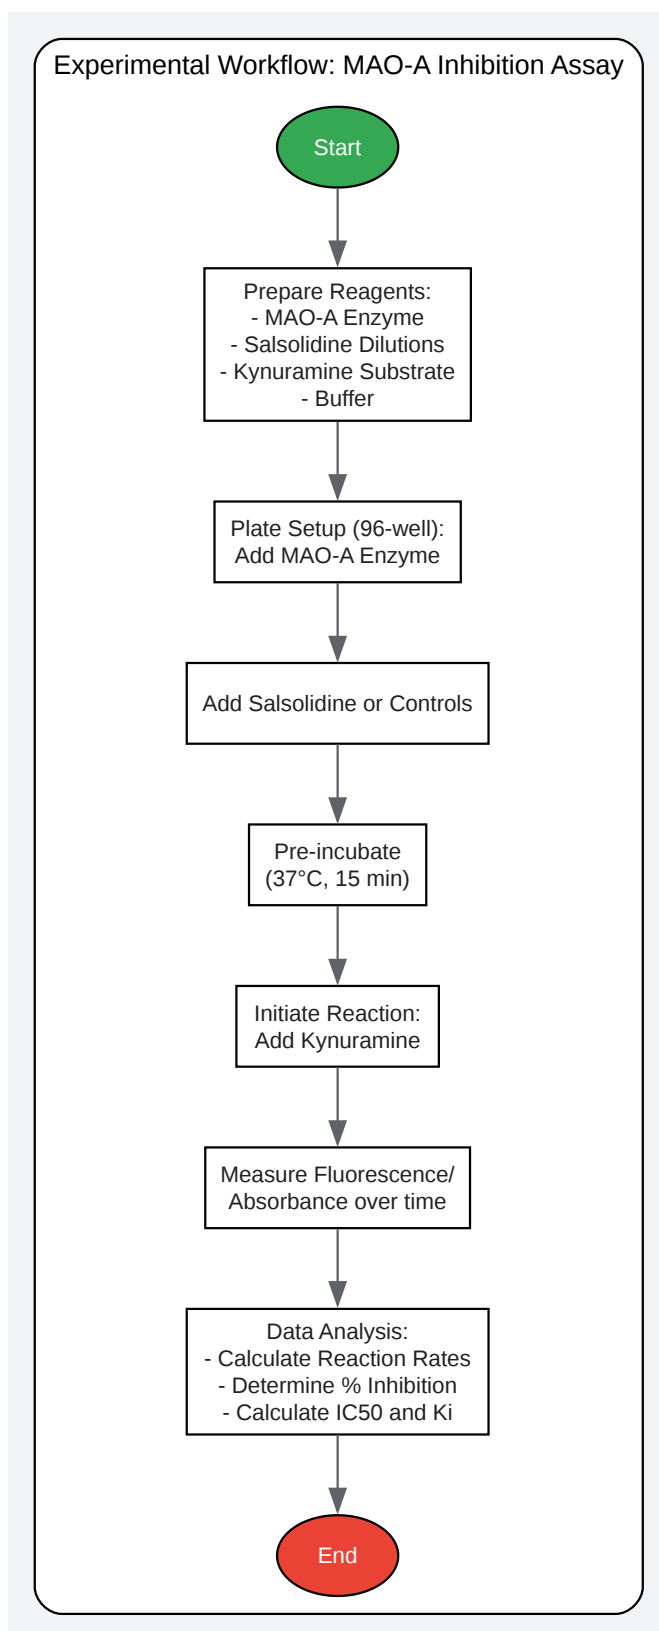 Experimental Workflow: MAO-A Inhibition Assay
Start
Prepare Reagents:
- MAO-A Enzyme
- Salsolidine Dilutions
- Kynuramine Substrate
- Buffer
Plate Setup (96-well):
Add MAO-A Enzyme
Add Salsolidine or Controls
Pre-incubate
(37°C, 15 min)
Initiate Reaction:
Add Kynuramine
Measure Fluorescence/
Absorbance over time
Data Analysis:
- Calculate Reaction Rates
- Determine % Inhibition
- Calculate IC50 and Ki
End